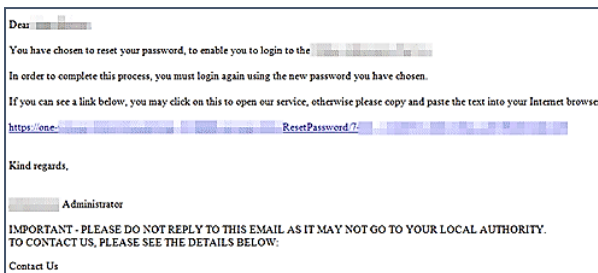 Dear
You have chosen to reset your password, to enable you to login to the
In order to complete this process, you must login again using the new password you have chosen.
If you can see a link below, you may click on this to open our service, otherwise please copy and paste the text into your Internet browse
https://one- ResetPassword/?-
Kind regards,
Administrator
IMPORTANT - PLEASE DO NOT REPLY TO THIS EMAIL AS IT MAY NOT GO TO YOUR LOCAL AUTHORITY.
TO CONTACT US, PLEASE SEE THE DETAILS BELOW:
Contact Us